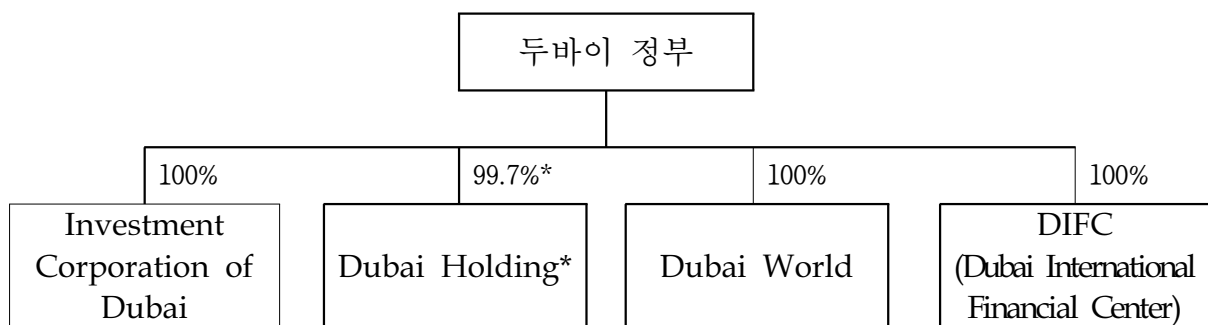 두바이 정부
100%
99.7%*
100%
100%
Investment
Corporation of
Dubai
Dubai Holding*
Dubai World
DIFC
(Dubai International
Financial Center)